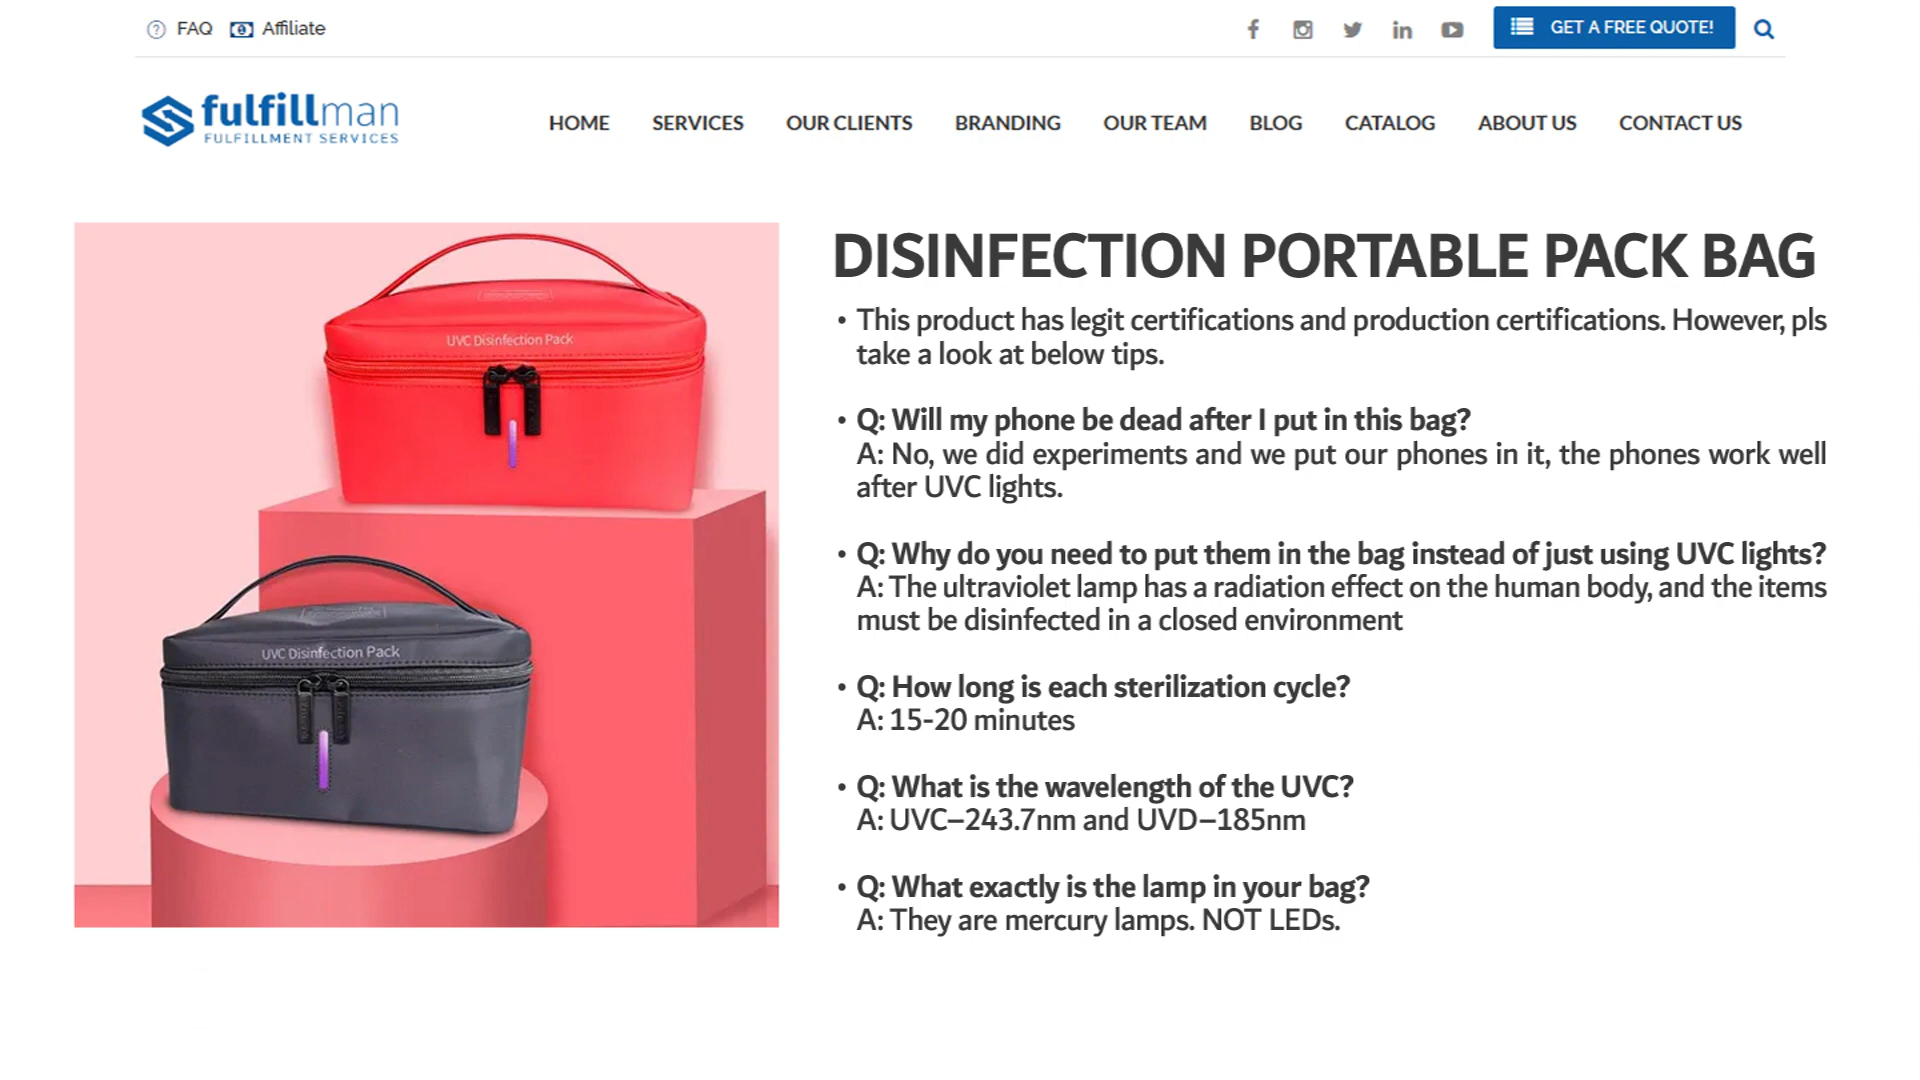 FAQ Affiliate
GET A FREE QUOTE!
fulfillman
FULFILLMENT SERVICES
HOME SERVICES OUR CLIENTS BRANDING OUR TEAM BLOG CATALOG ABOUT US CONTACT US
UVC Disinfection Pack
UVC Disinfection Pack
DISINFECTION PORTABLE PACK BAG
• This product has legit certifications and production certifications. However, pls
take a look at below tips.
• Q: Will my phone be dead after I put in this bag?
A: No, we did experiments and we put our phones in it, the phones work well
after UVC lights.
• Q: Why do you need to put them in the bag instead of just using UVC lights?
A: The ultraviolet lamp has a radiation effect on the human body, and the items
must be disinfected in a closed environment
• Q: How long is each sterilization cycle?
A: 15-20 minutes
• Q: What is the wavelength of the UVC?
A: UVC–243.7nm and UVD–185nm
• Q: What exactly is the lamp in your bag?
A: They are mercury lamps. NOT LEDs.